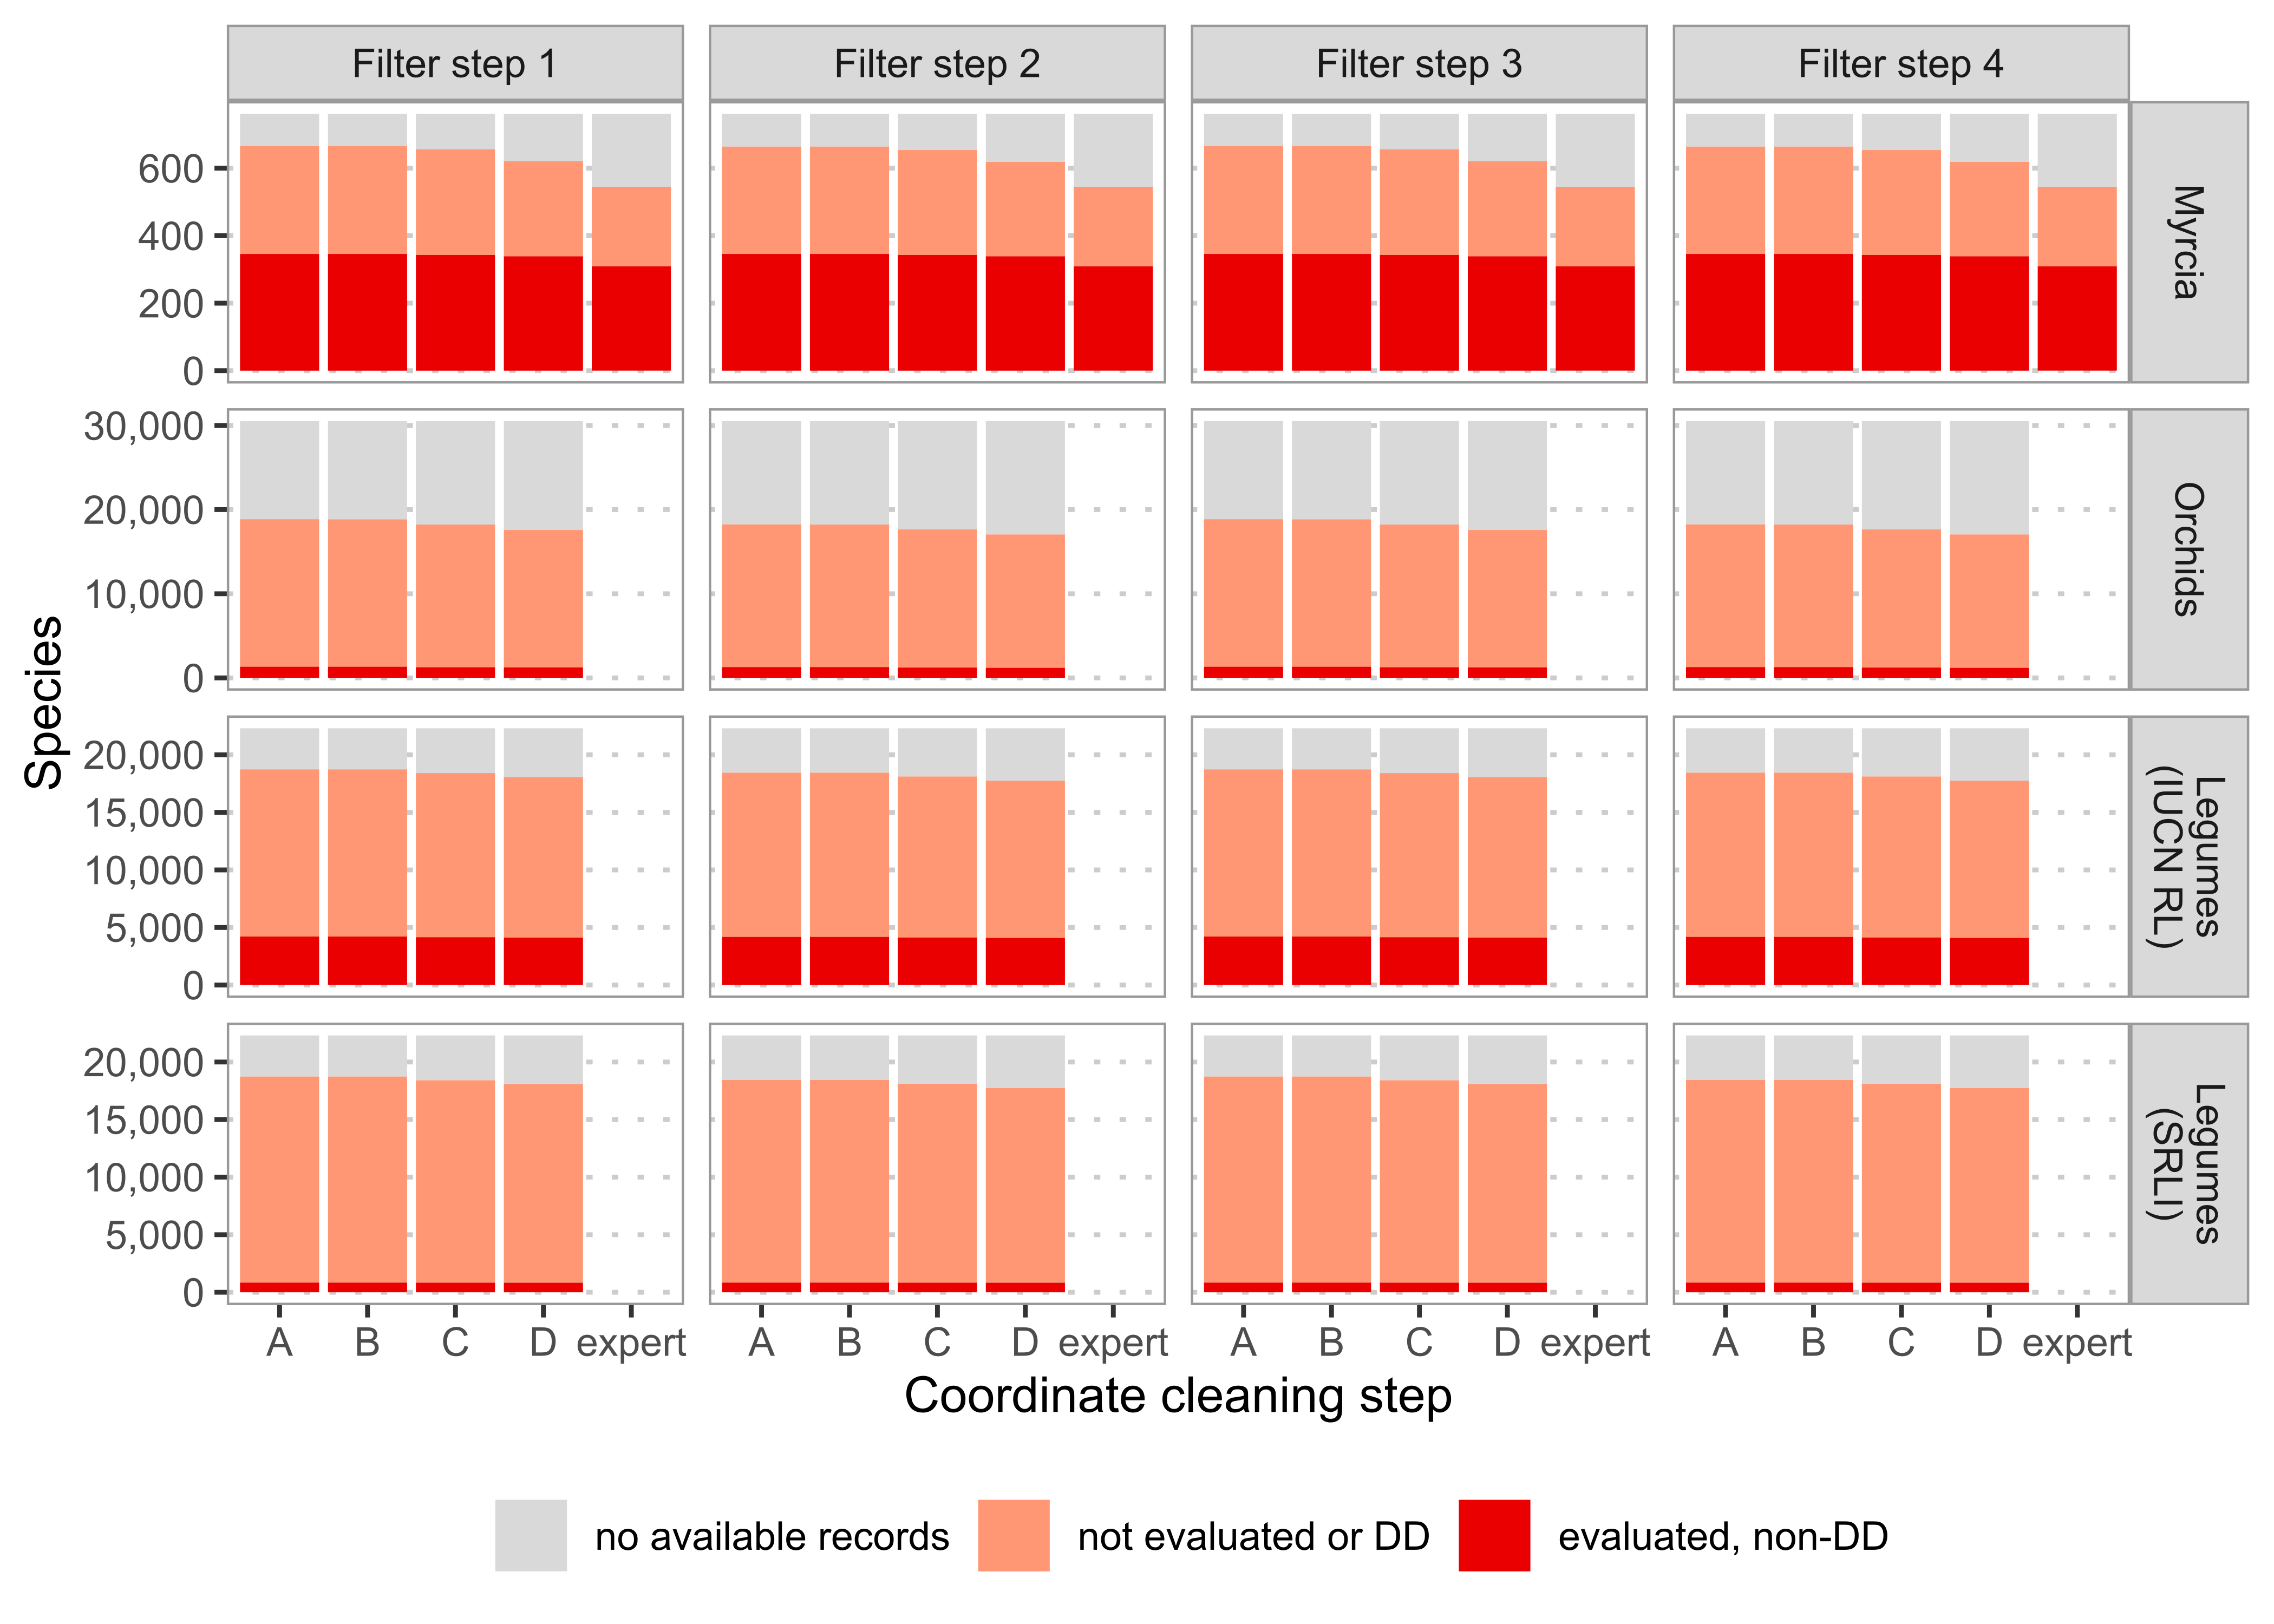 Filter step 1
Filter step 2
Filter step 3
Filter step 4
600
400
200
0
Myrcia
30,000
20,000
10,000
0
Orchids
20,000
15,000
10,000
5,000
0
Legumes
(IUCN RL)
20,000
15,000
10,000
5,000
0
Legumes
(SRLI)
Species
A B C D expert
A B C D expert
A B C D expert
A B C D expert
Coordinate cleaning step
no available records
not evaluated or DD
evaluated, non-DD